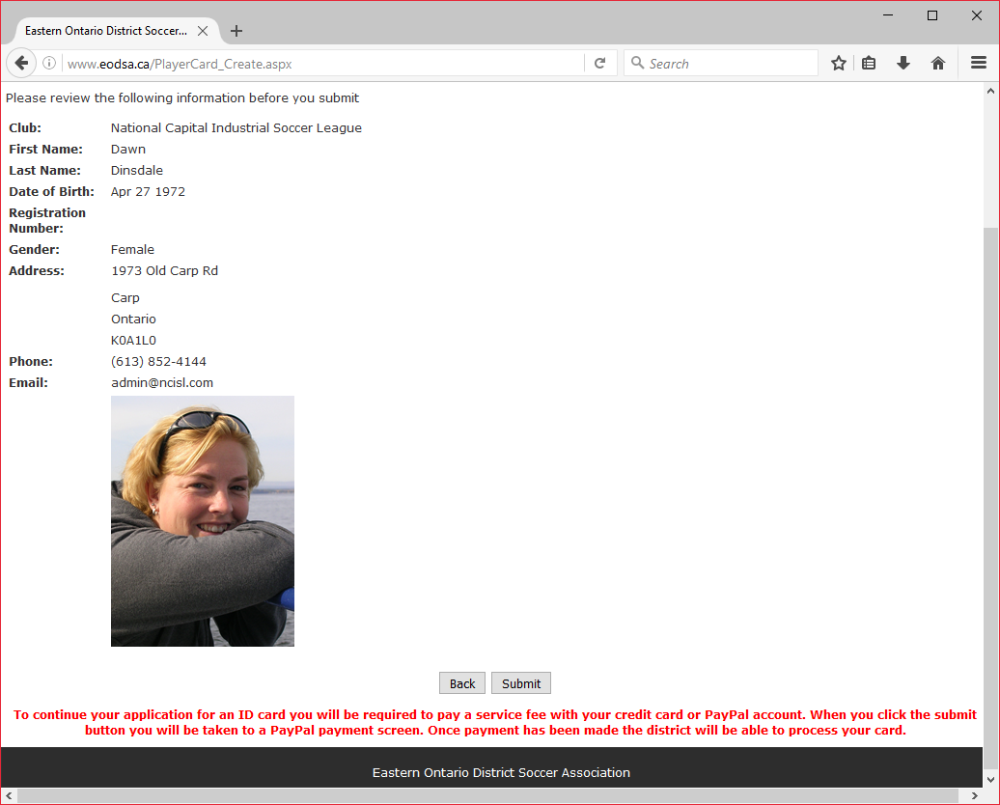 Eastern Ontario District Soccer...
www.eodsa.ca/PlayerCard_Create.aspx
Search
Please review the following information before you submit
Club: National Capital Industrial Soccer League
First Name: Dawn
Last Name: Dinsdale
Date of Birth: Apr 27 1972
Registration
Number:
Gender: Female
Address: 1973 Old Carp Rd
Carp
Ontario
K0A1L0
Phone: (613) 852-4144
Email: admin@ncisl.com
Back Submit
To continue your application for an ID card you will be required to pay a service fee with your credit card or PayPal account. When you click the submit
button you will be taken to a PayPal payment screen. Once payment has been made the district will be able to process your card.
Eastern Ontario District Soccer Association